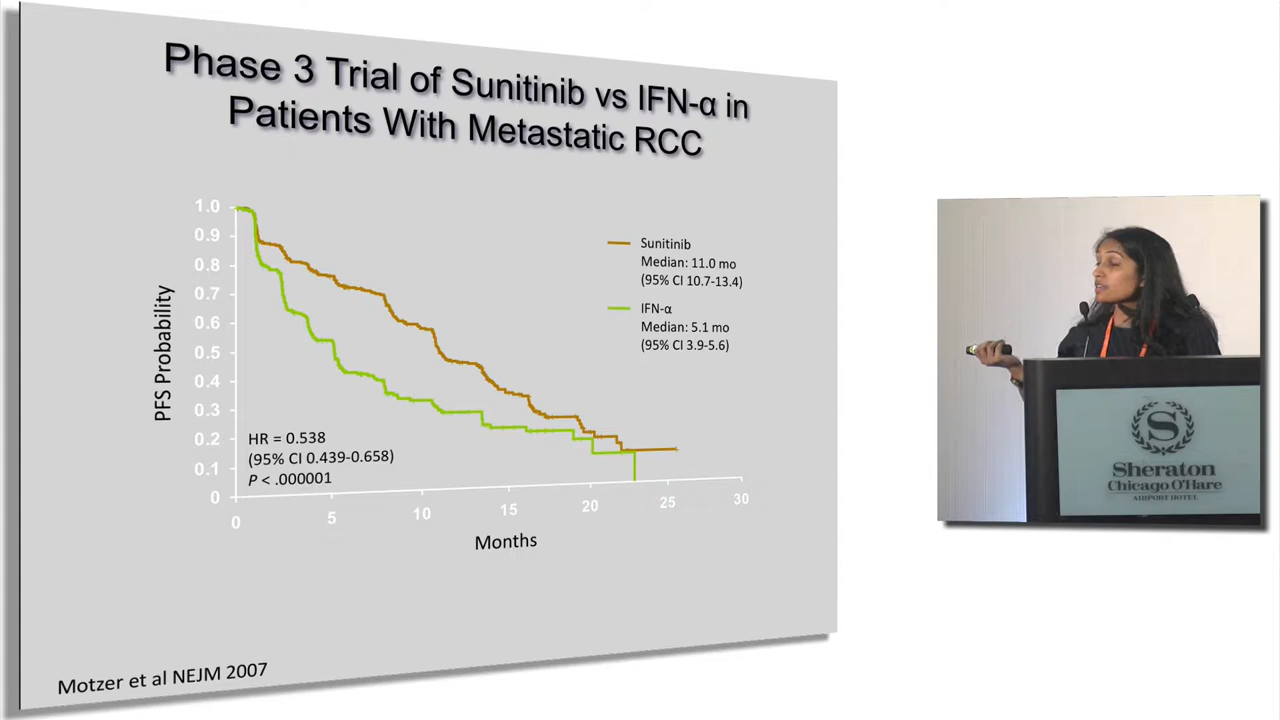 Phase 3 Trial of Sunitinib vs IFN-α in
Patients With Metastatic RCC
PFS Probability
1.0
0.9
0.8
0.7
0.6
0.5
0.4
0.3
0.2
0.1
0
Sunitinib
Median: 11.0 mo
(95% CI 10.7-13.4)
IFN-α
Median: 5.1 mo
(95% CI 3.9-5.6)
HR = 0.538
(95% CI 0.439-0.658)
P < .000001
0 5 10 15 20 25 30
Months
Motzer et al NEJM 2007
S
Sheraton
Chicago O'Hare
AIRPORT HOTEL